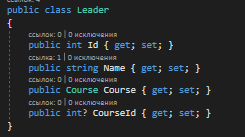 public class Leader
{
ссылок: 0 | 0 исключения
public int Id { get; set; }
ссылка: 1 | 0 исключения
public string Name { get; set; }
ссылок: 0 | 0 исключения
public Course Course { get; set; }
ссылок: 0 | 0 исключения
public int? CourseId { get; set; }
}